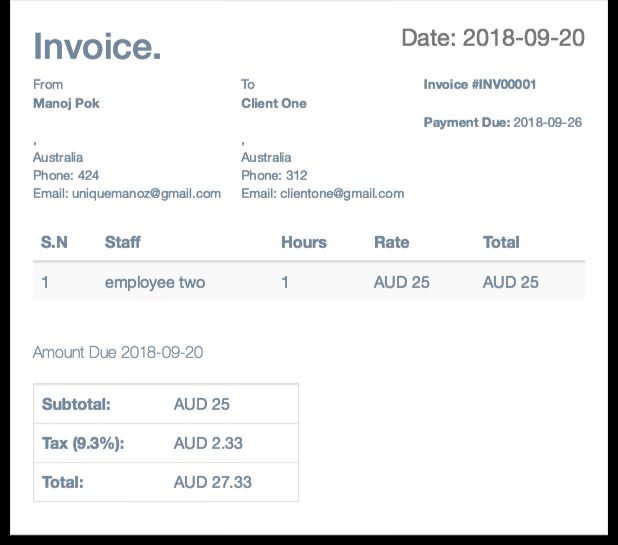 Invoice.
Date: 2018-09-20
From
Manoj Pok
,
Australia
Phone: 424
Email: uniquemanoz@gmail.com
To
Client One
,
Australia
Phone: 312
Email: clientone@gmail.com
Invoice #INV00001
Payment Due: 2018-09-26
S.N Staff Hours Rate Total
1 employee two 1 AUD 25 AUD 25
Amount Due 2018-09-20
Subtotal: AUD 25
Tax (9.3%): AUD 2.33
Total: AUD 27.33